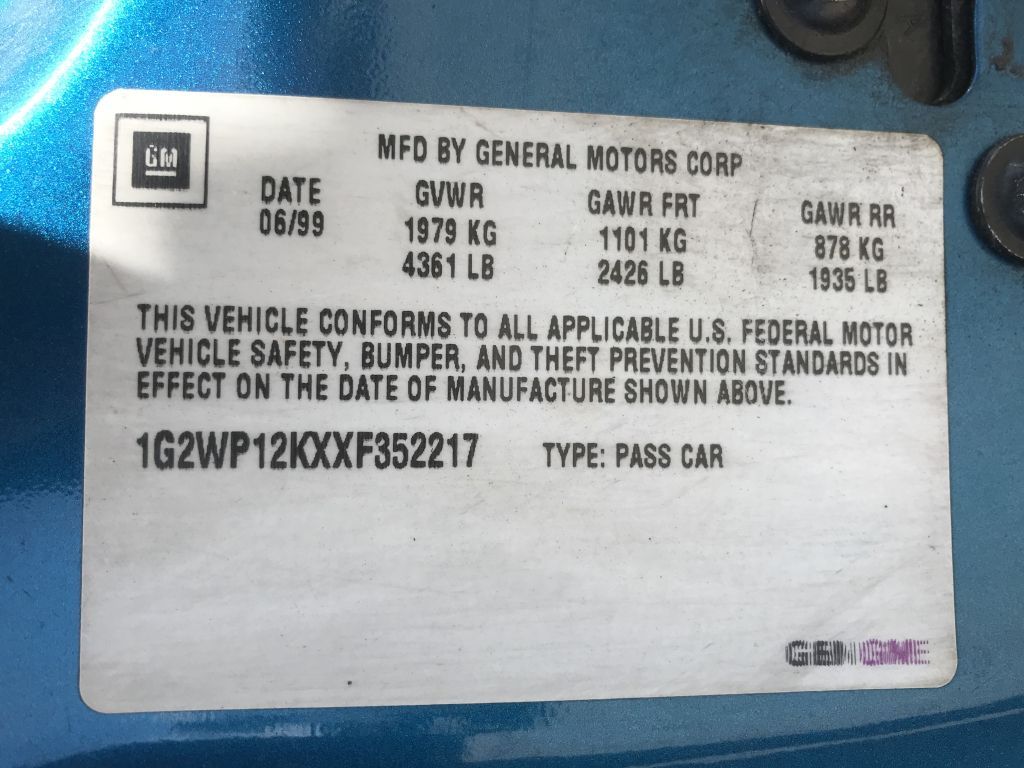 GM
MFD BY GENERAL MOTORS CORP
DATE GVWR GAWR FRT GAWR RR
06/99 1979 KG 1101 KG 878 KG
4361 LB 2426 LB 1935 LB
THIS VEHICLE CONFORMS TO ALL APPLICABLE U.S. FEDERAL MOTOR
VEHICLE SAFETY, BUMPER, AND THEFT PREVENTION STANDARDS IN
EFFECT ON THE DATE OF MANUFACTURE SHOWN ABOVE.
1G2WP12KXXF352217 TYPE: PASS CAR